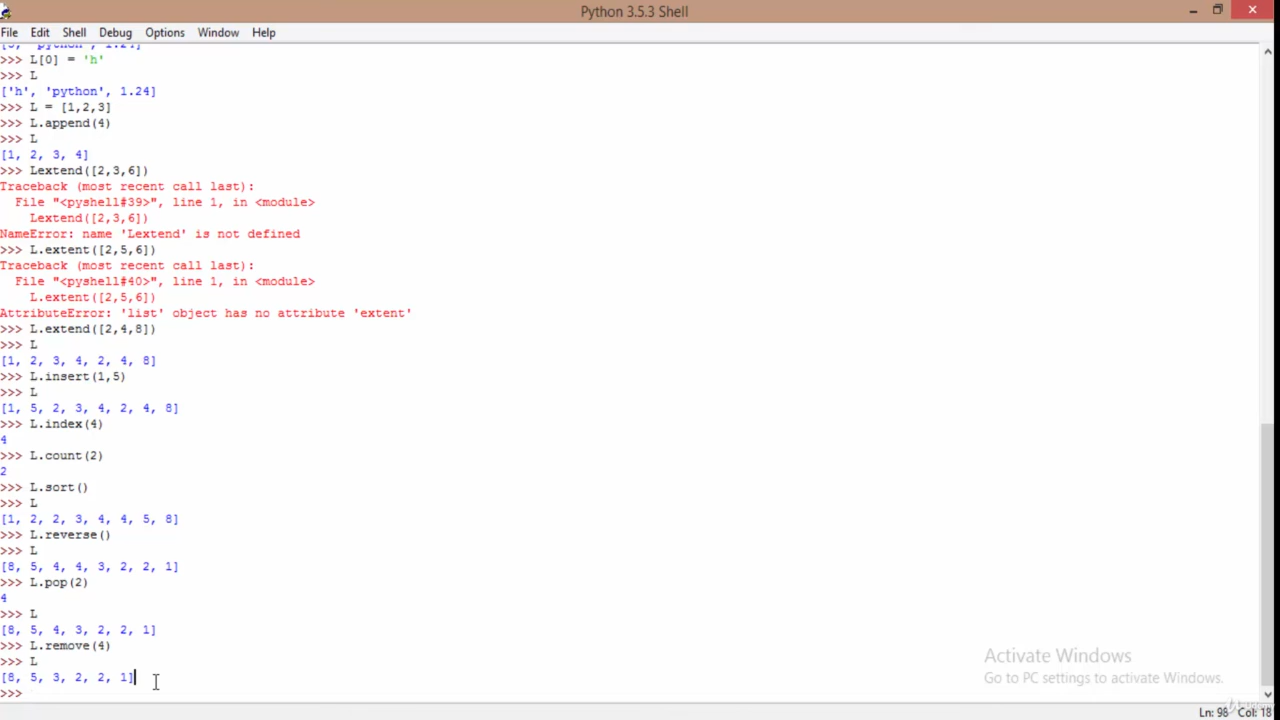 Python 3.5.3 Shell
File Edit Shell Debug Options Window Help
[5, 'python', 1.24]
>>> L[0] = 'h'
>>> L
['h', 'python', 1.24]
>>> L = [1,2,3]
>>> L.append(4)
>>> L
[1, 2, 3, 4]
>>> Lextend([2,3,6])
Traceback (most recent call last):
  File "<pyshell#39>", line 1, in <module>
    Lextend([2,3,6])
NameError: name 'Lextend' is not defined
>>> L.extent([2,5,6])
Traceback (most recent call last):
  File "<pyshell#40>", line 1, in <module>
    L.extent([2,5,6])
AttributeError: 'list' object has no attribute 'extent'
>>> L.extend([2,4,8])
>>> L
[1, 2, 3, 4, 2, 4, 8]
>>> L.insert(1,5)
>>> L
[1, 5, 2, 3, 4, 2, 4, 8]
>>> L.index(4)
4
>>> L.count(2)
2
>>> L.sort()
>>> L
[1, 2, 2, 3, 4, 4, 5, 8]
>>> L.reverse()
>>> L
[8, 5, 4, 4, 3, 2, 2, 1]
>>> L.pop(2)
4
>>> L
[8, 5, 4, 3, 2, 2, 1]
>>> L.remove(4)
>>> L
[8, 5, 3, 2, 2, 1]
>>>
Activate Windows
Go to PC settings to activate Windows.
Ln: 98 Col: 18